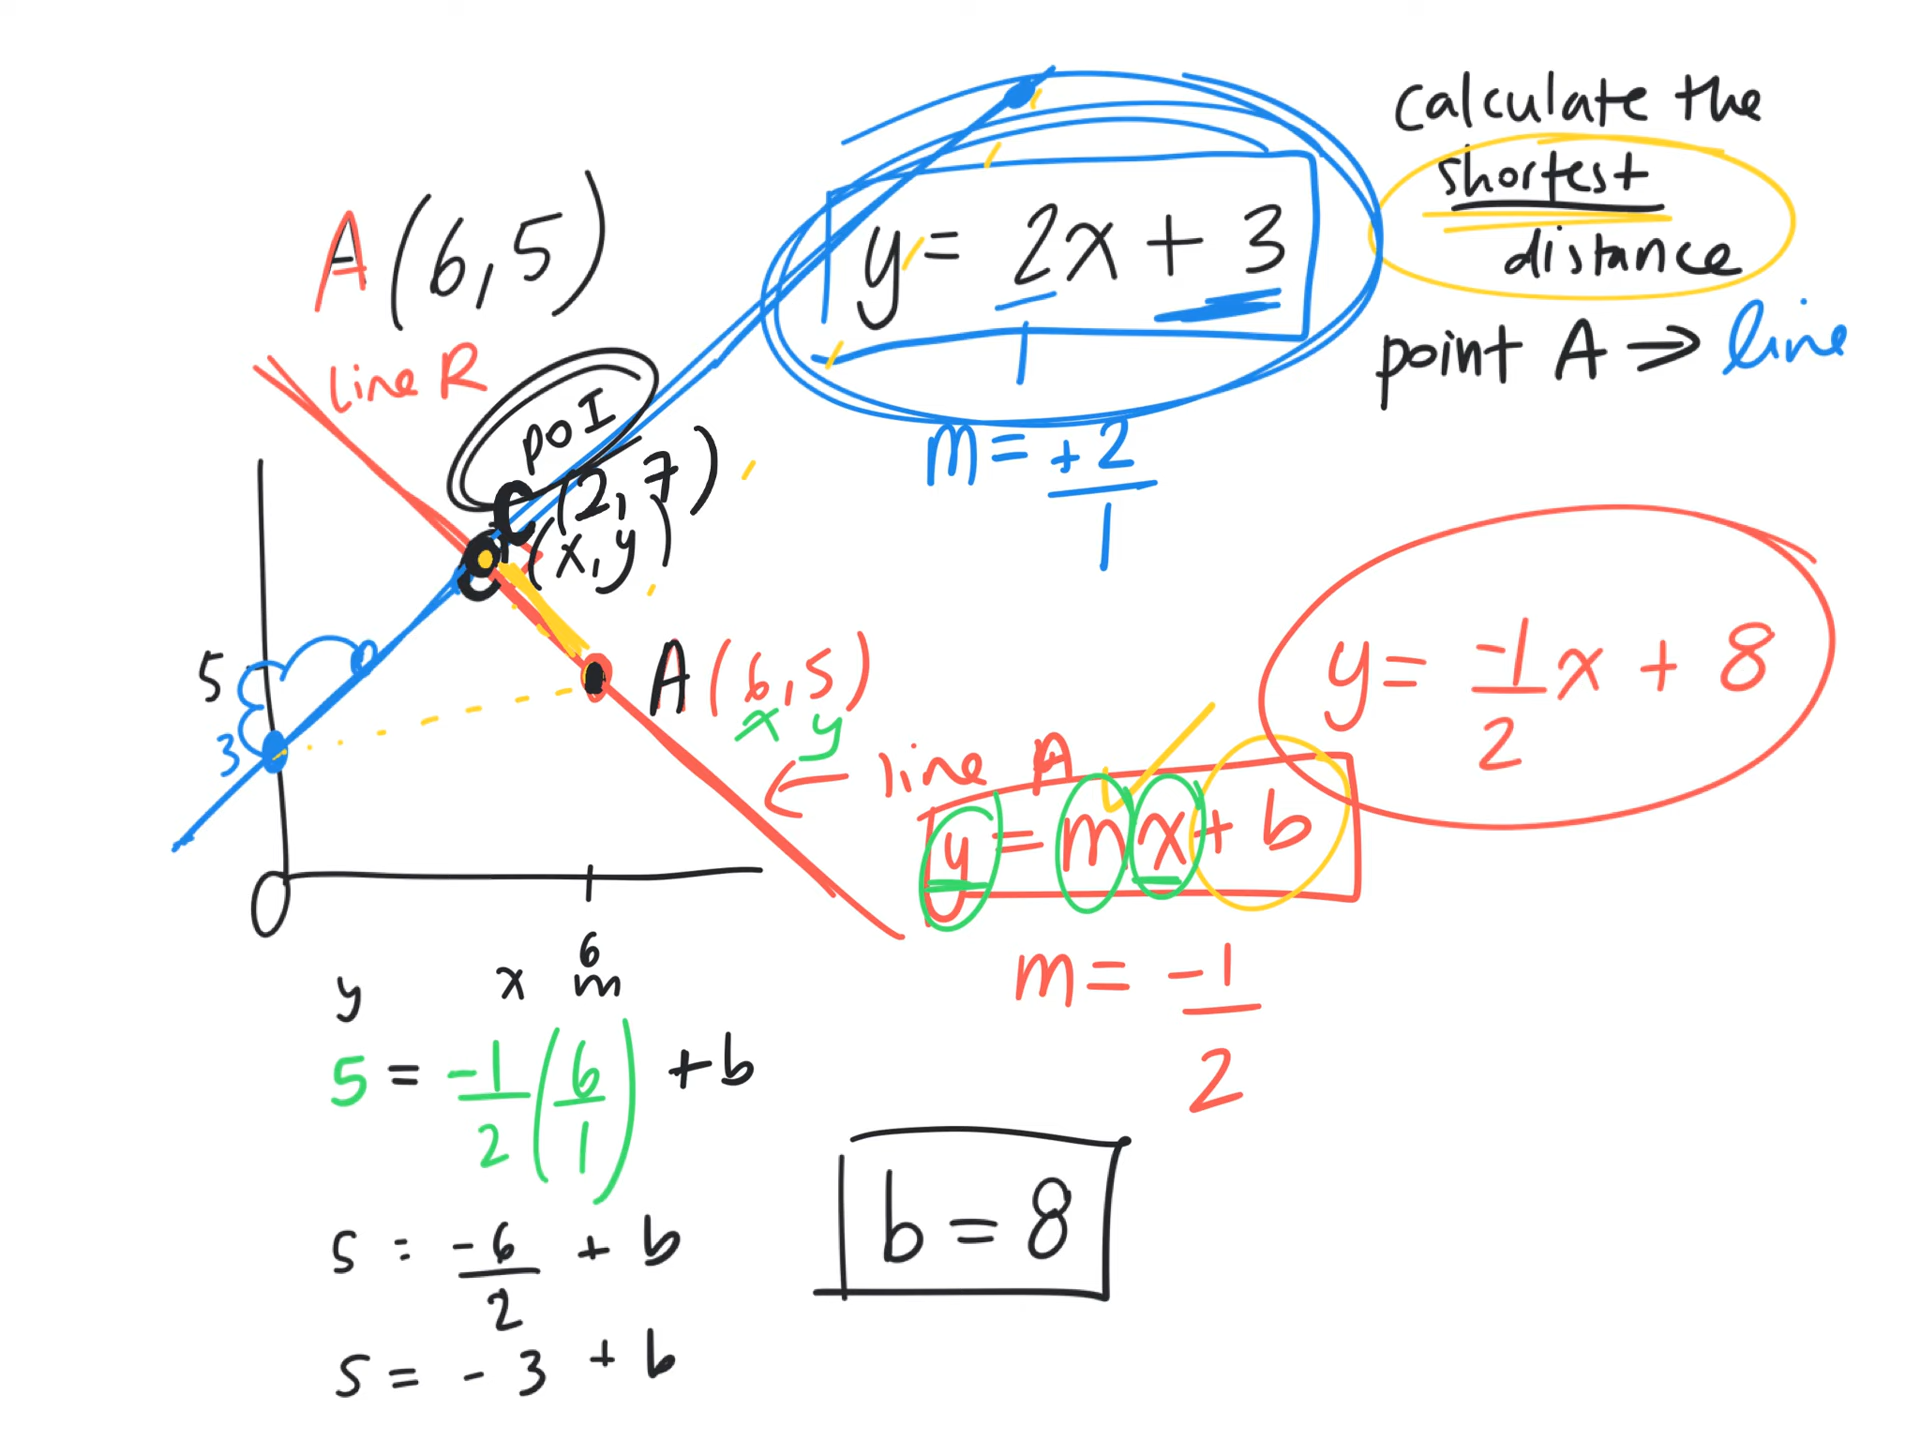 calculate the
shortest
distance
point A → line
A(6,5)
y = 2x + 3
1
line R
POI
C(2,7)
(x,y)
m = +2
1
5
3
0
6
A(6,5)
x y
← line A
y = mx + b
y = -1/2 x + 8
m = -1
2
y x m
5 = -1/2 (6/1) + b
5 = -6/2 + b
5 = -3 + b
b = 8